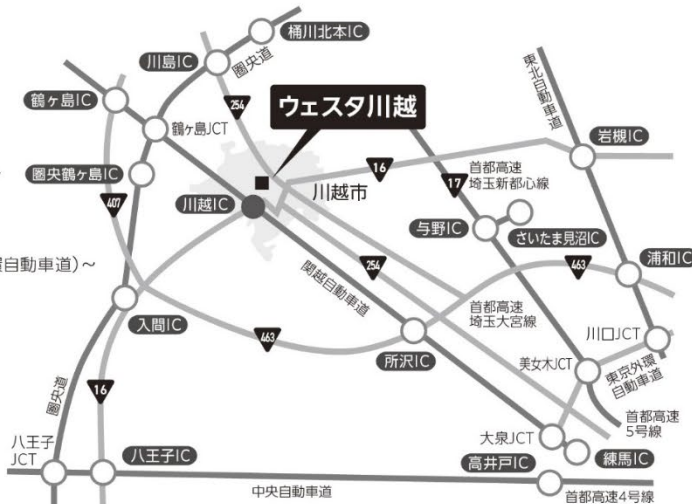 桶川北本IC
川島IC
圏央道
鶴ヶ島IC
254
ウェスタ川越
東北自動車道
鶴ヶ島JCT
岩槻IC
16
首都高速
埼玉新都心線
圏央鶴ヶ島IC
17
川越市
川越IC
407
与野IC
さいたま見沼IC
浦和IC
置自動車道)~
254
463
関越自動車道
首都高速
埼玉大宮線
入間IC
463
所沢IC
川口JCT
美女木JCT
東京外環
自動車道
16
圏央道
首都高速
5号線
大泉JCT
八王子
JCT
八王子IC
高井戸IC
練馬IC
中央自動車道
首都高速4号線